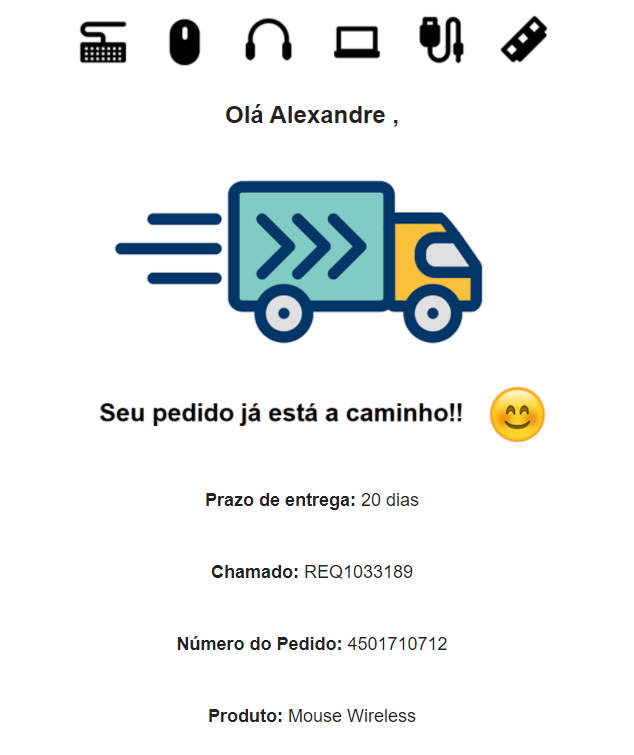 Olá Alexandre ,
Seu pedido já está a caminho!!
Prazo de entrega: 20 dias
Chamado: REQ1033189
Número do Pedido: 4501710712
Produto: Mouse Wireless